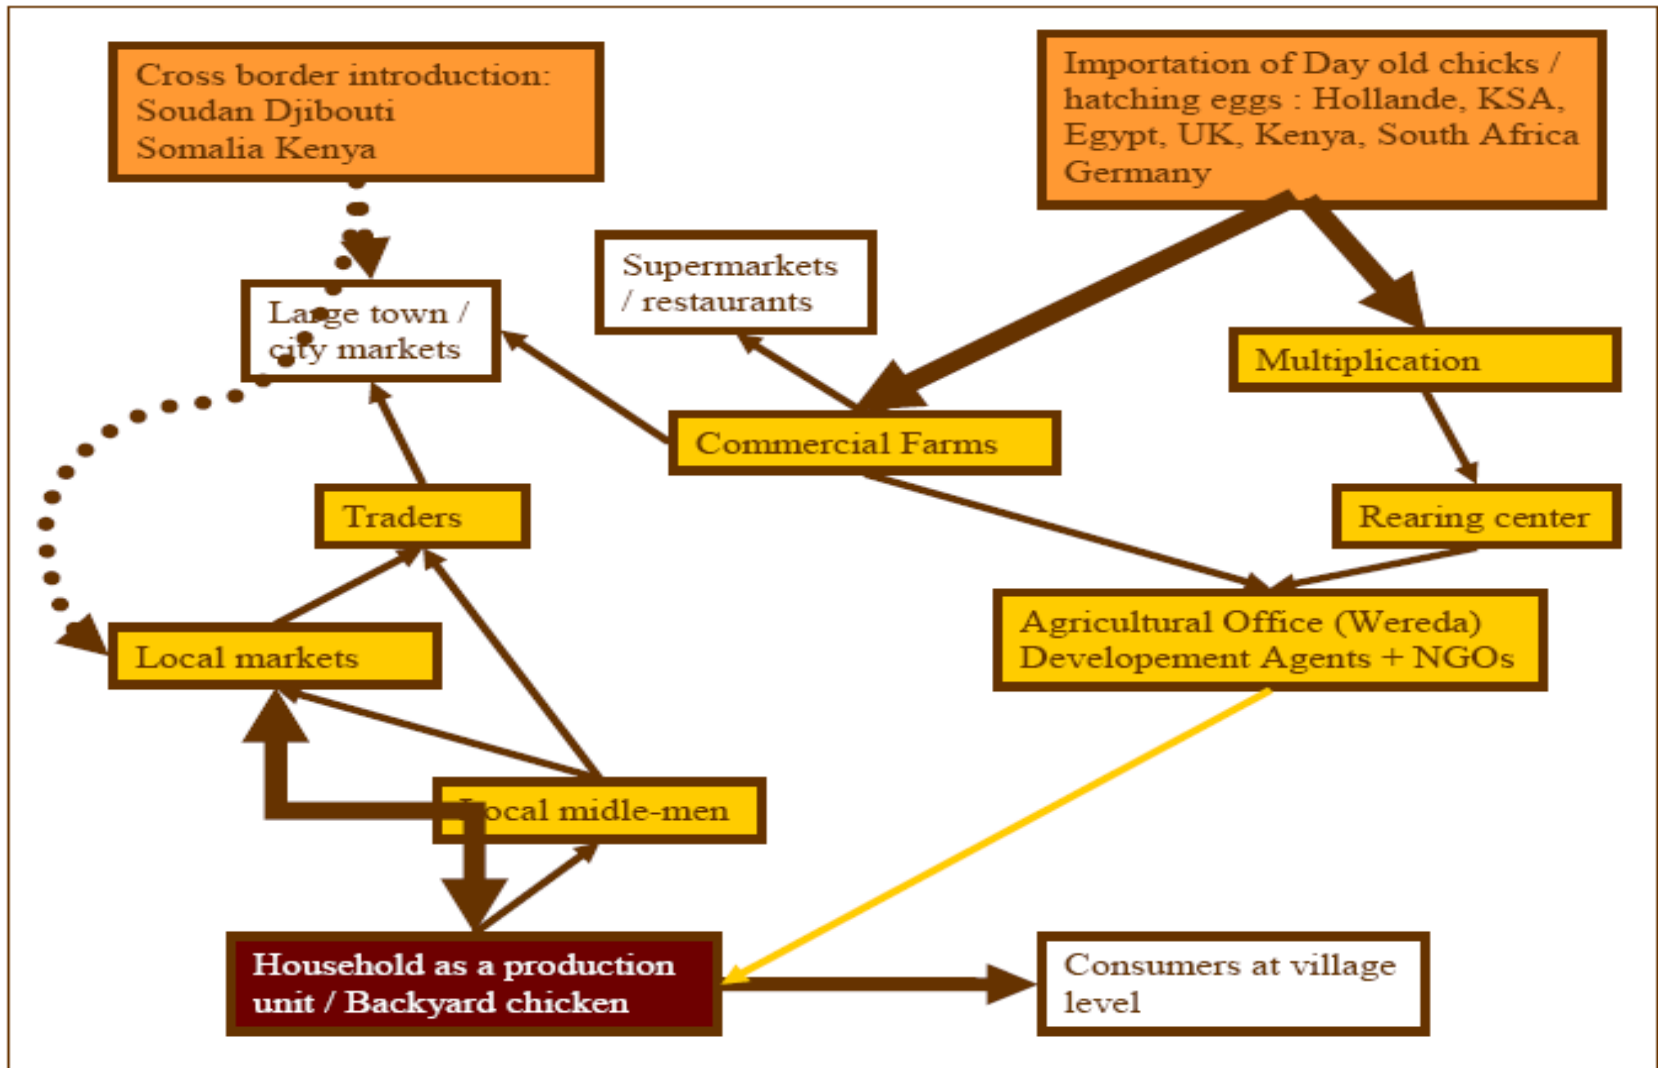 Cross border introduction:
Soudan Djibouti
Somalia Kenya
Importation of Day old chicks /
hatching eggs : Hollande, KSA,
Egypt, UK, Kenya, South Africa
Germany
Supermarkets
/ restaurants
Large town /
city markets
Multiplication
Commercial Farms
Traders
Rearing center
Agricultural Office (Wereda)
Developement Agents + NGOs
Local markets
Local midle-men
Household as a production
unit / Backyard chicken
Consumers at village
level